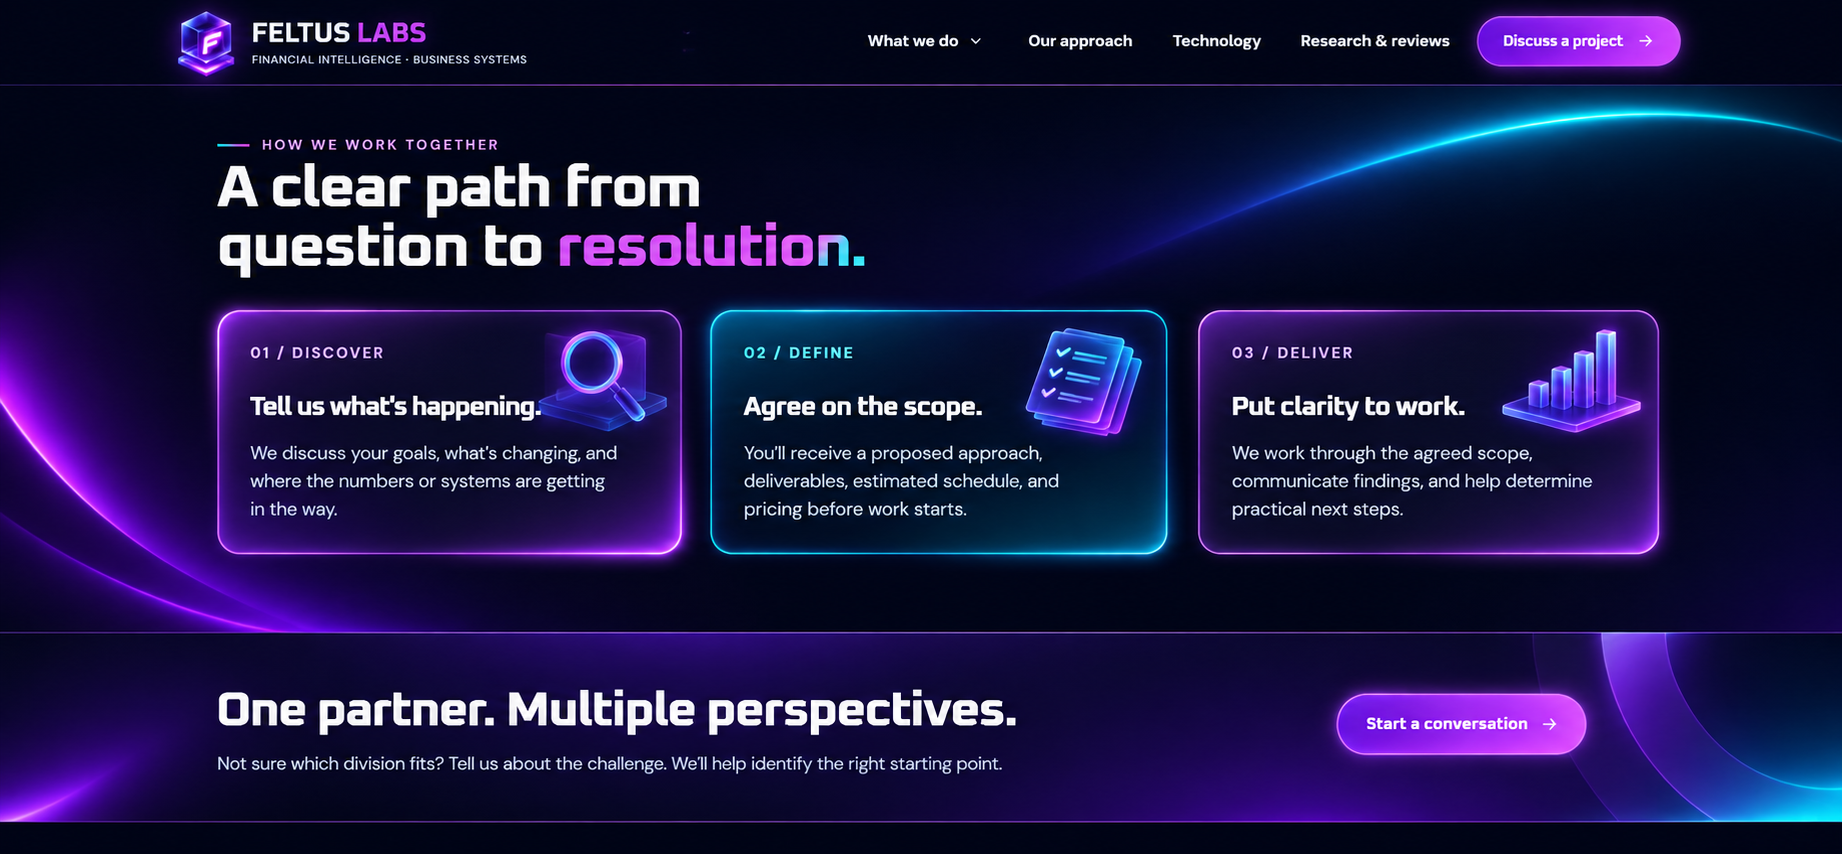 FELTUS LABS
FINANCIAL INTELLIGENCE · BUSINESS SYSTEMS
What we do
Our approach
Technology
Research & reviews
Discuss a project →
HOW WE WORK TOGETHER
A clear path from
question to resolution.
01 / DISCOVER
Tell us what's happening.
We discuss your goals, what's changing, and
where the numbers or systems are getting
in the way.
02 / DEFINE
Agree on the scope.
You'll receive a proposed approach,
deliverables, estimated schedule, and
pricing before work starts.
03 / DELIVER
Put clarity to work.
We work through the agreed scope,
communicate findings, and help determine
practical next steps.
One partner. Multiple perspectives.
Not sure which division fits? Tell us about the challenge. We'll help identify the right starting point.
Start a conversation →